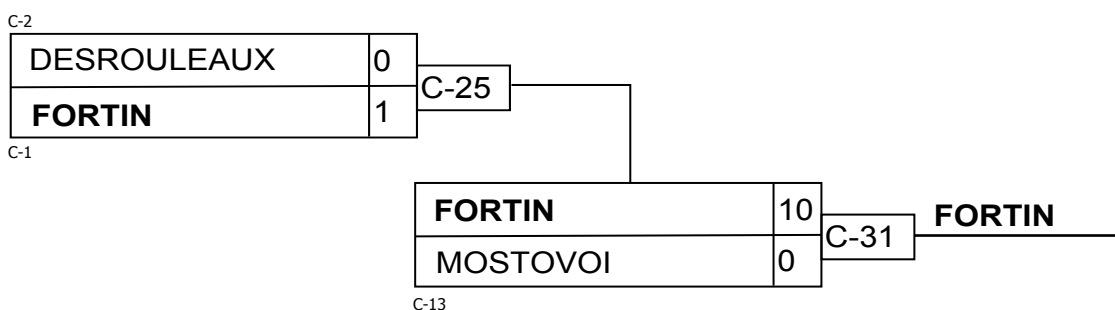 C-2
DESROULEAUX 0
C-25
FORTIN 1
C-1
FORTIN 10
FORTIN
C-31
MOSTOVOI 0
C-13